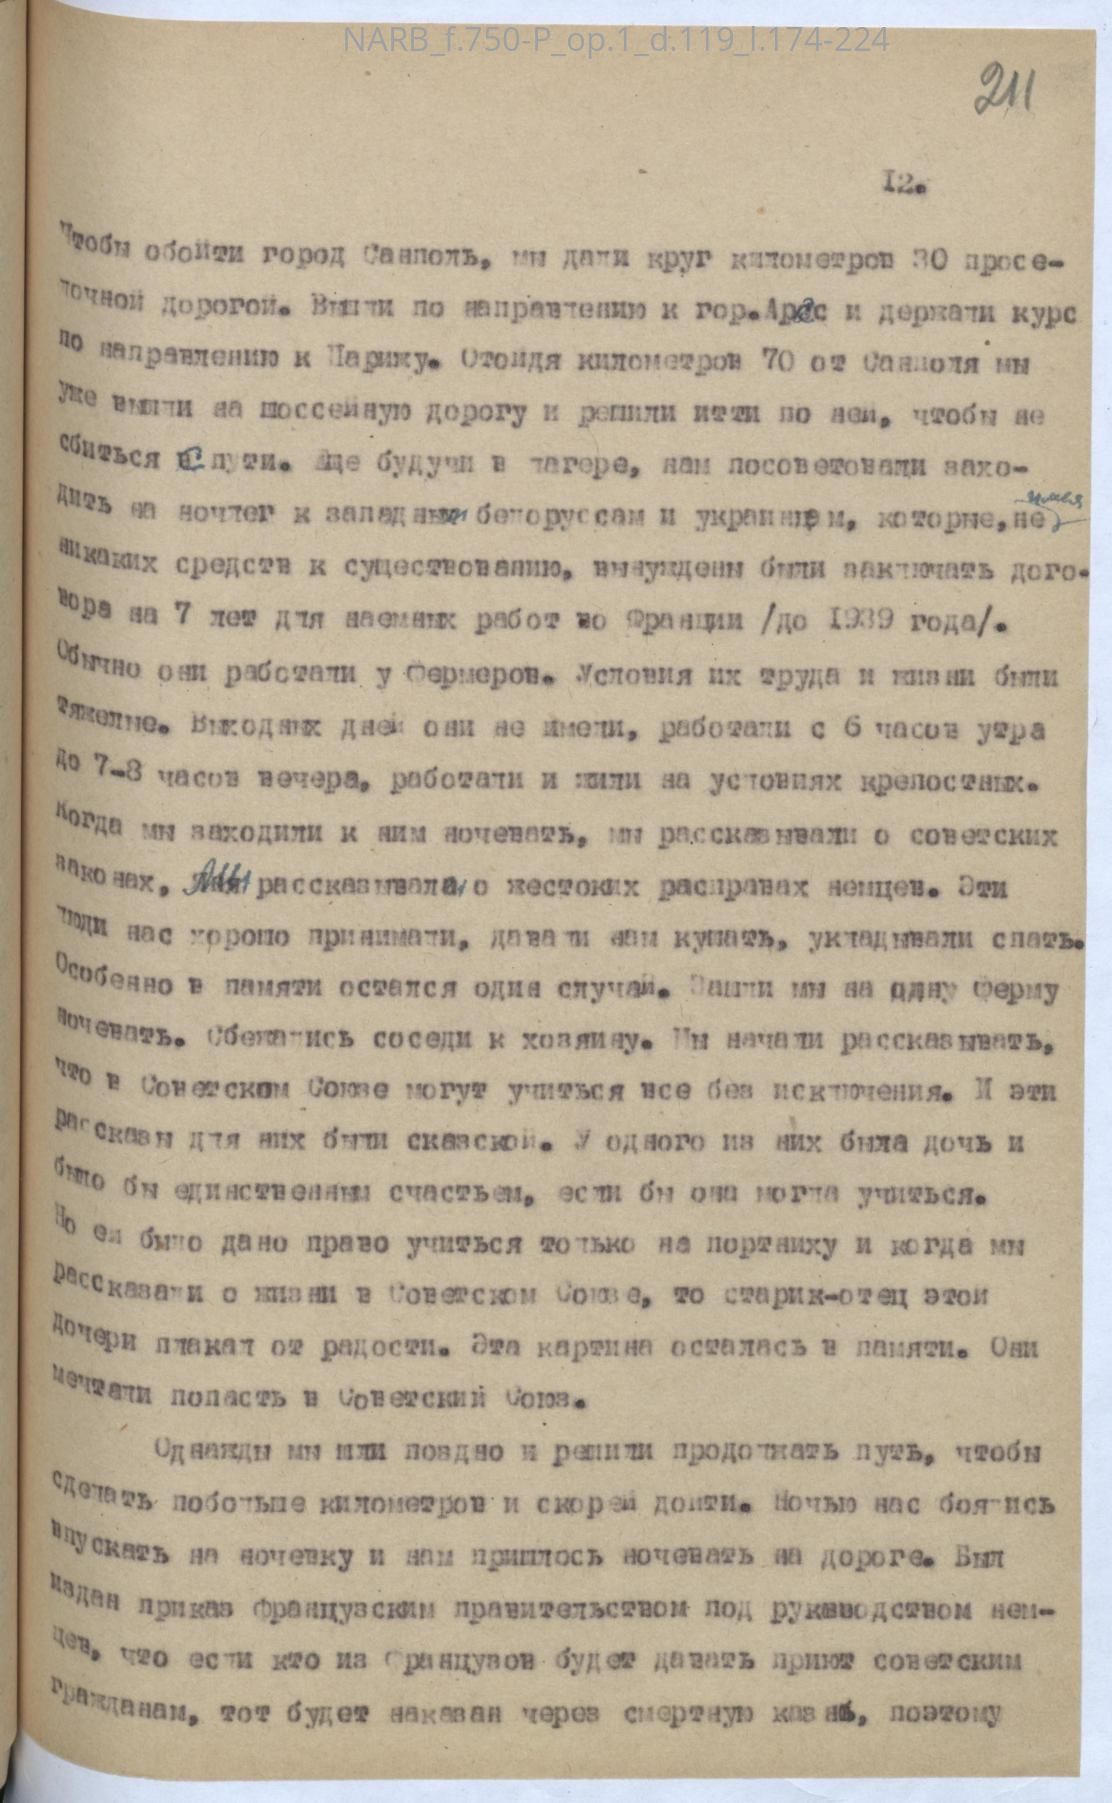 NARB_f.750-P_op.1_d.119_l.174-224
211
12.
Чтобы обойти город Санполь, мы дали круг километров 30 просе-
лочной дорогой. Вышли по направлению к гор. Арас и держали курс
по направлению к Парижу. Отойдя километров 70 от Санполя мы
уже вышли на шоссейную дорогу и решили итти по ней, чтобы не
сбиться с пути. Еще будучи в лагере, нам посоветовали захо-
дить на ночлег к западным белоруссам и украинцам, которые, не имея
никаких средств к существованию, вынуждены были заключать дого-
вора на 7 лет для наемных работ во Франции /до 1939 года/.
Обычно они работали у фермеров. Условия их труда и жизни были
тяжелые. Выходных дней они не имели, работали с 6 часов утра
до 7-8 часов вечера, работали и жили на условиях крепостных.
Когда мы заходили к ним ночевать, мы рассказывали о советских
законах, мы рассказывали о жестоких расправах немцев. Эти
люди нас хорошо принимали, давали нам кушать, укладывали спать.
Особенно в памяти остался один случай. Зашли мы на одну ферму
ночевать. Сбежались соседи к хозяину. Мы начали рассказывать,
что в Советском Союзе могут учиться все без исключения. И эти
рассказы для них были сказской. У одного из них была дочь и
было бы единственным счастьем, если бы она могла учиться.
Но ей было дано право учиться только на портниху и когда мы
рассказали о жизни в Советском Союзе, то старик-отец этой
дочери плакал от радости. Эта картина осталась в памяти. Они
мечтали попасть в Советский Союз.
Однажды мы шли поздно и решили продолжать путь, чтобы
сделать побольше километров и скорей дойти. Ночью нас боялись
впускать на ночевку и нам пришлось ночевать на дороге. Был
издан приказ французским правительством под руководством нем-
цев, что если кто из французов будет давать приют советским
гражданам, тот будет наказан через смертную казнь, поэтому